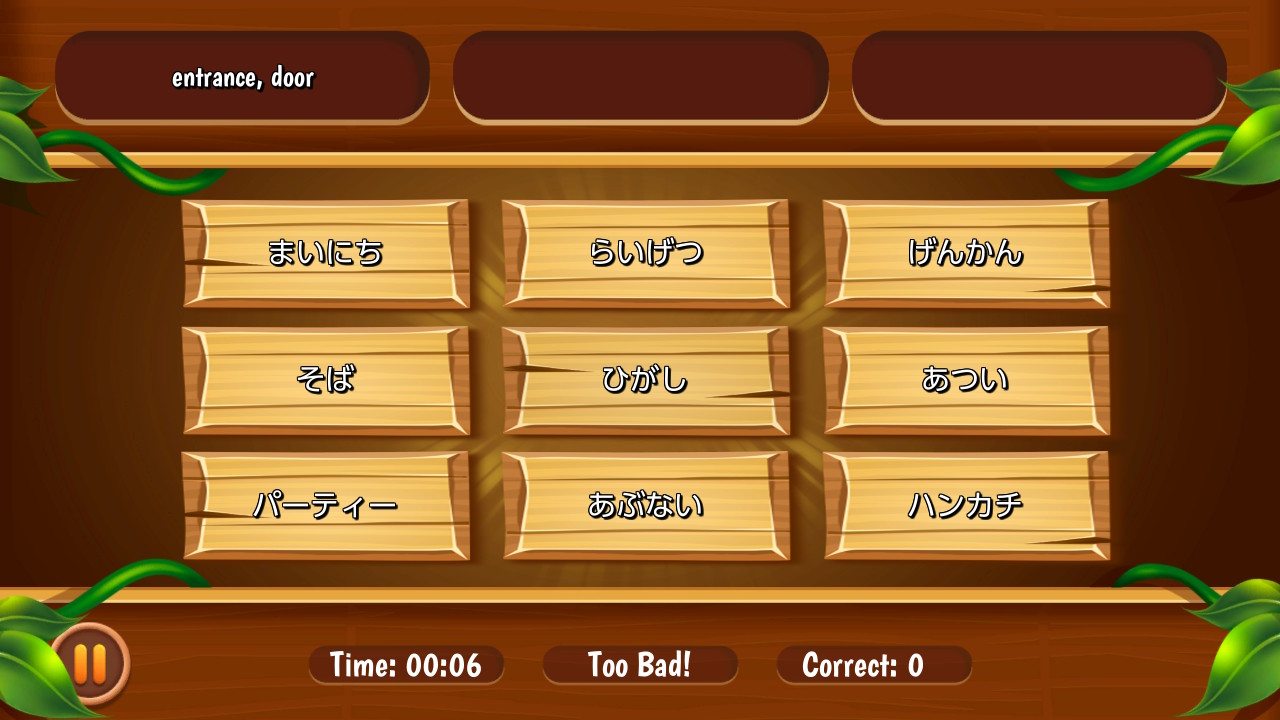 entrance, door
まいにち
らいげつ
げんかん
そば
ひがし
あつい
パーティー
あぶない
ハンカチ
Time: 00:06
Too Bad!
Correct: 0